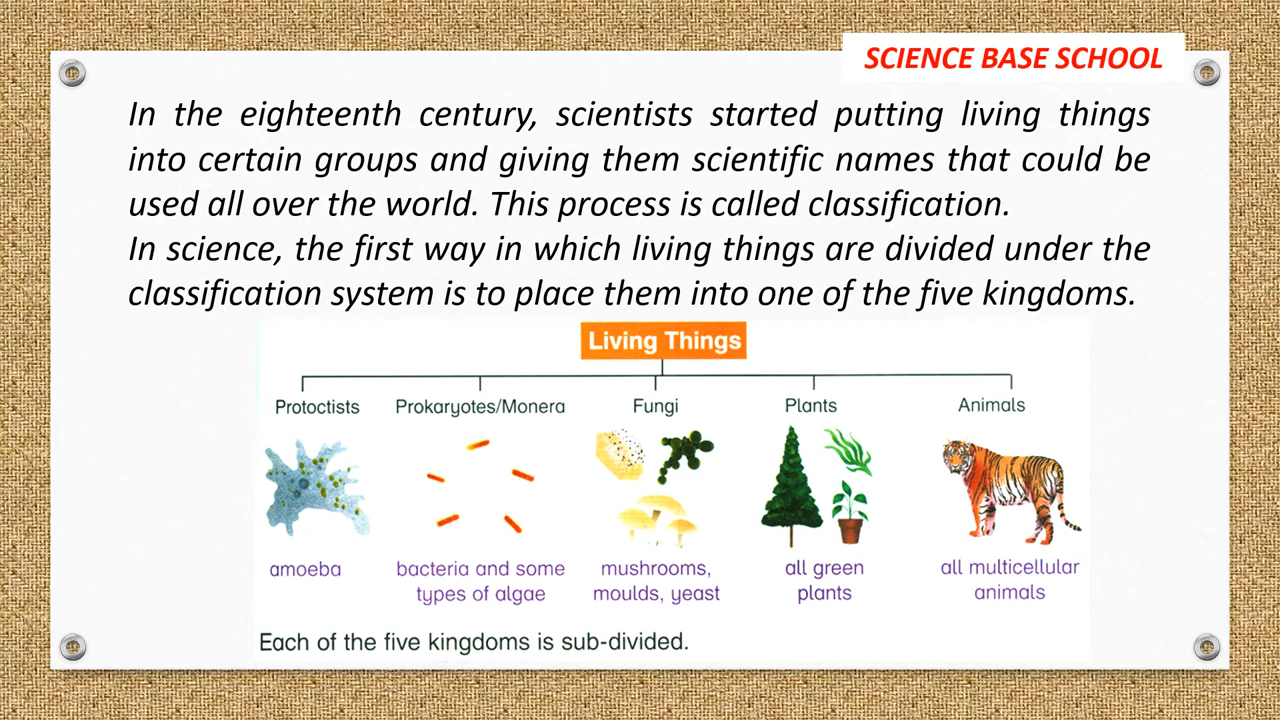 SCIENCE BASE SCHOOL
In the eighteenth century, scientists started putting living things
into certain groups and giving them scientific names that could be
used all over the world. This process is called classification.
In science, the first way in which living things are divided under the
classification system is to place them into one of the five kingdoms.
Living Things
Protoctists Prokaryotes/Monera Fungi Plants Animals
amoeba bacteria and some mushrooms, all green all multicellular
types of algae moulds, yeast plants animals
Each of the five kingdoms is sub-divided.